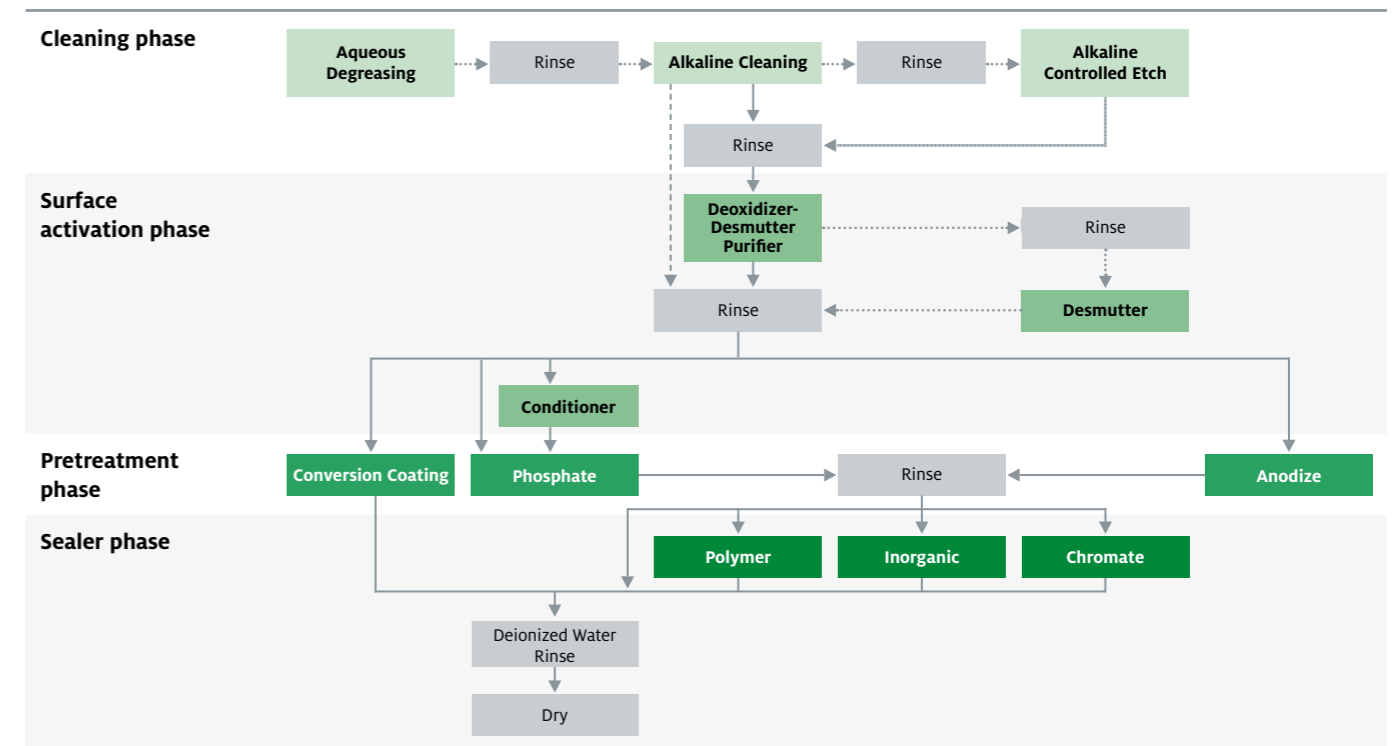 Cleaning phase
Aqueous
Degreasing
Rinse
Alkaline Cleaning
Rinse
Alkaline
Controlled Etch
Rinse
Surface
activation phase
Deoxidizer-
Desmutter
Purifier
Rinse
Rinse
Desmutter
Conditioner
Pretreatment
phase
Conversion Coating
Phosphate
Rinse
Anodize
Sealer phase
Polymer
Inorganic
Chromate
Deionized Water
Rinse
Dry